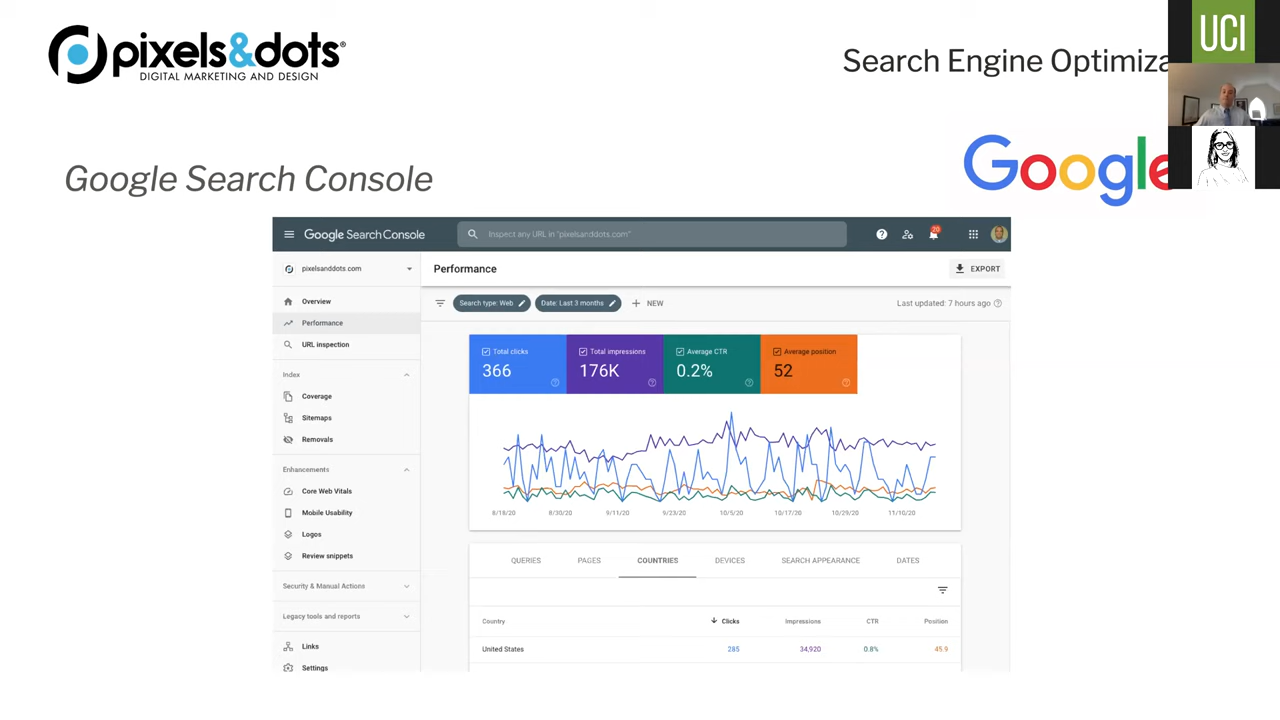 pixels&dots®
DIGITAL MARKETING AND DESIGN
Search Engine Optimiza
UCI
Google
Google Search Console
Google Search Console
Inspect any URL in "pixelsanddots.com"
20
pixelsanddots.com
Performance
EXPORT
Search type: Web
Date: Last 3 months
NEW
Last updated: 7 hours ago
Overview
Performance
URL inspection
Index
Coverage
Sitemaps
Removals
Enhancements
Core Web Vitals
Mobile Usability
Logos
Review snippets
Security & Manual Actions
Legacy tools and reports
Links
Settings
Total clicks
366
Total impressions
176K
Average CTR
0.2%
Average position
52
8/18/20 8/30/20 9/11/20 9/23/20 10/5/20 10/17/20 10/29/20 11/10/20
QUERIES PAGES COUNTRIES DEVICES SEARCH APPEARANCE DATES
Country Clicks Impressions CTR Position
United States 285 34,920 0.8% 45.9